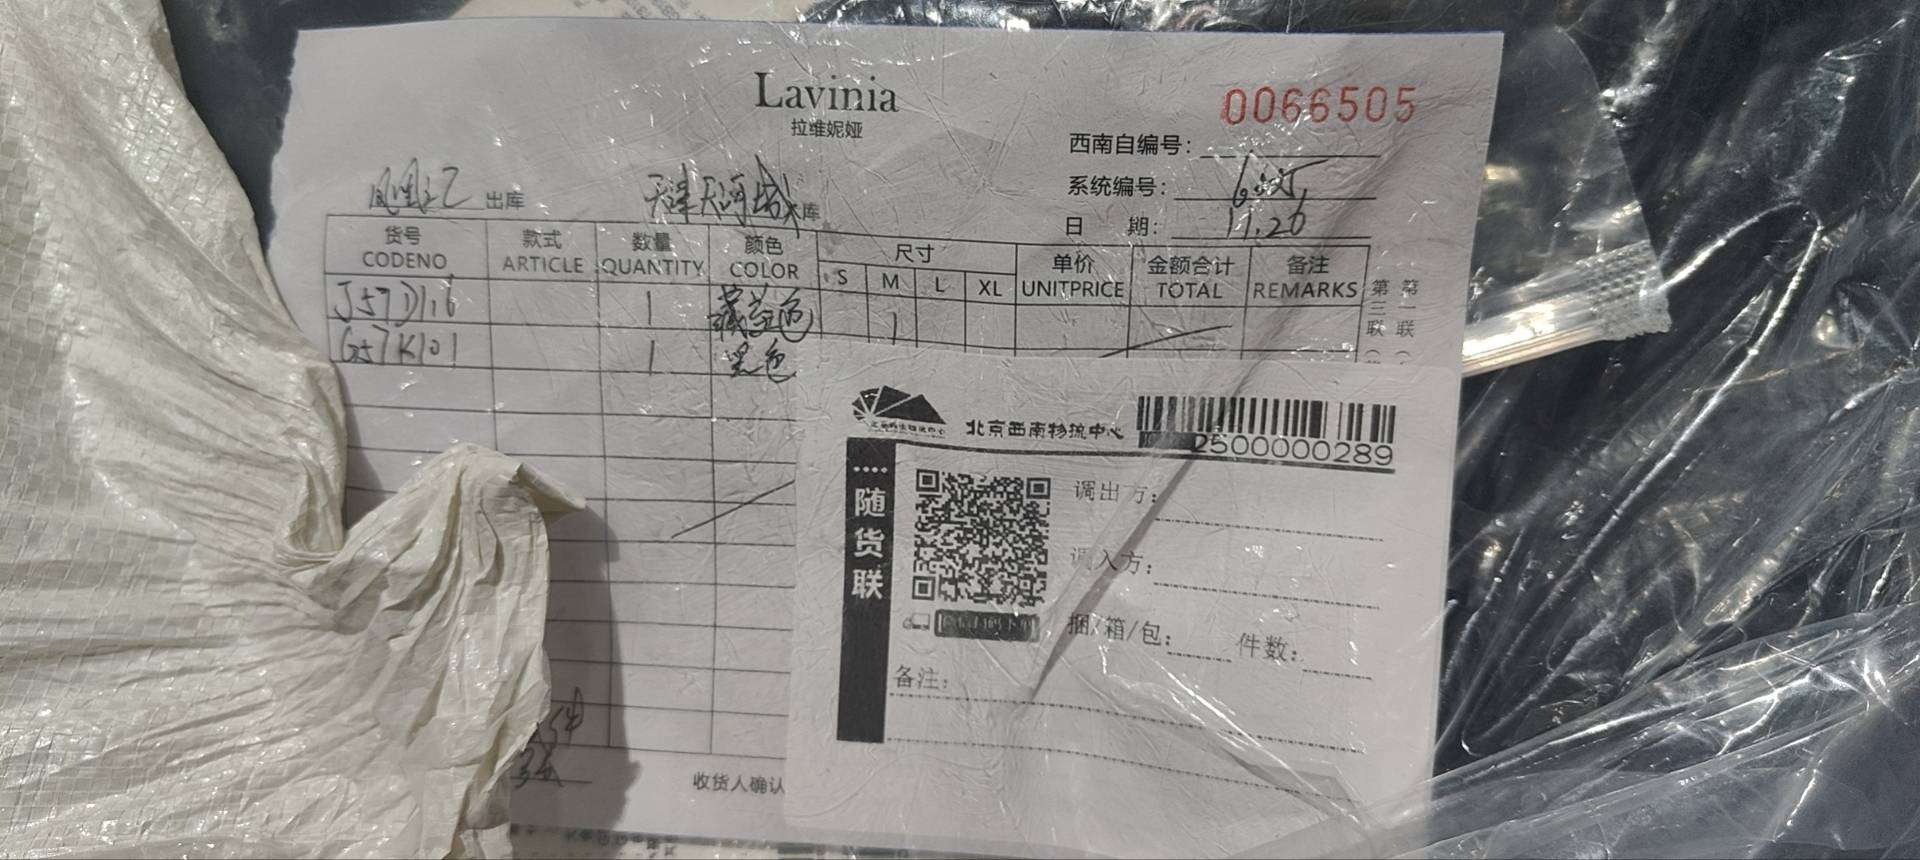 Lavinia
拉维妮娅
0066505
西南自编号：
系统编号：
日 期： 11.26
凤凰汇 出库 天津天河城 库
货号 款式 数量 颜色 尺寸 单价 金额合计 备注
CODENO ARTICLE QUANTITY COLOR S M L XL UNITPRICE TOTAL REMARKS
J57D116 1 藏蓝色 1
G57K101 1 黑色
第一联
第三联
北京西南物流中心
2500000289
随货联
调出方：
调入方：
捆/箱/包： 件数：
备注：
收货人确认